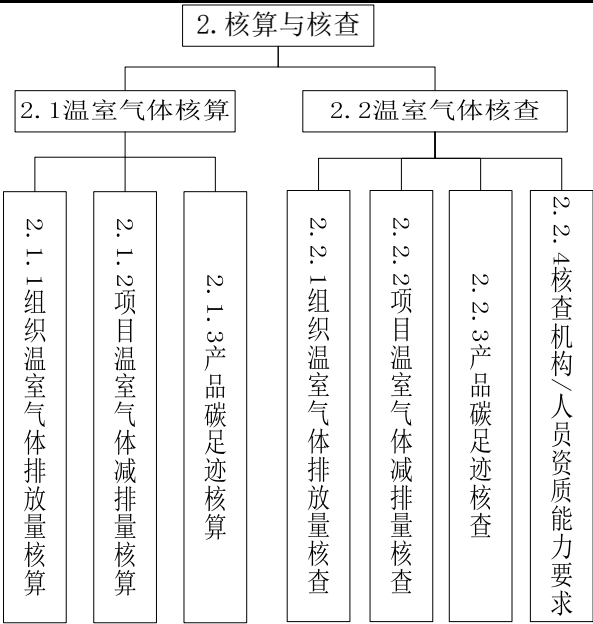 2.核算与核查
2.1温室气体核算
2.2温室气体核查
2.1.1组织温室气体排放量核算
2.1.2项目温室气体减排量核算
2.1.3产品碳足迹核算
2.2.1组织温室气体排放量核查
2.2.2项目温室气体减排量核查
2.2.3产品碳足迹核查
2.2.4核查机构/人员资质能力要求